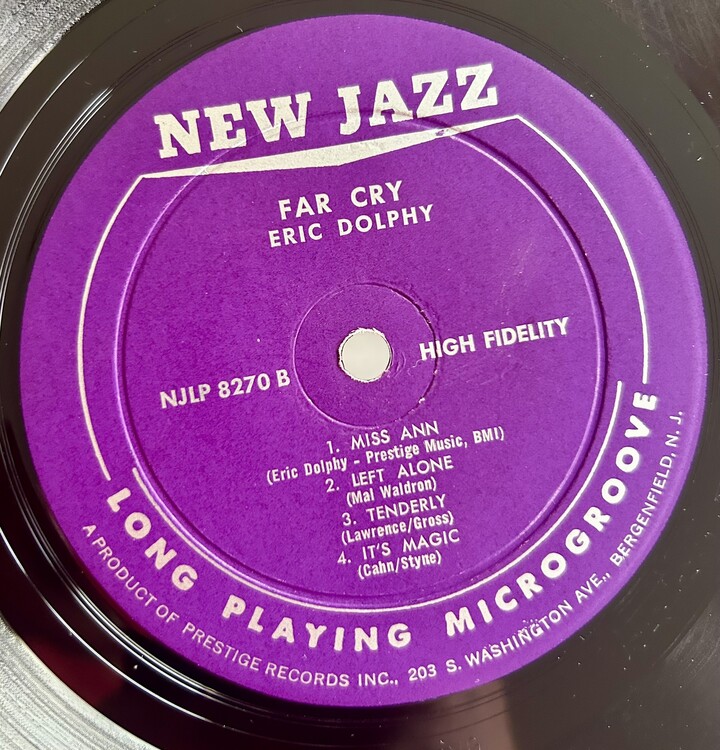 NEW JAZZ
FAR CRY
ERIC DOLPHY
HIGH FIDELITY
NJLP 8270 B
1. MISS ANN
(Eric Dolphy - Prestige Music, BMI)
2. LEFT ALONE
(Mal Waldron)
3. TENDERLY
(Lawrence/Gross)
4. IT'S MAGIC
(Cahn/Styne)
LONG PLAYING MICROGROOVE
A PRODUCT OF PRESTIGE RECORDS INC., 203 S. WASHINGTON AVE., BERGENFIELD, N. J.